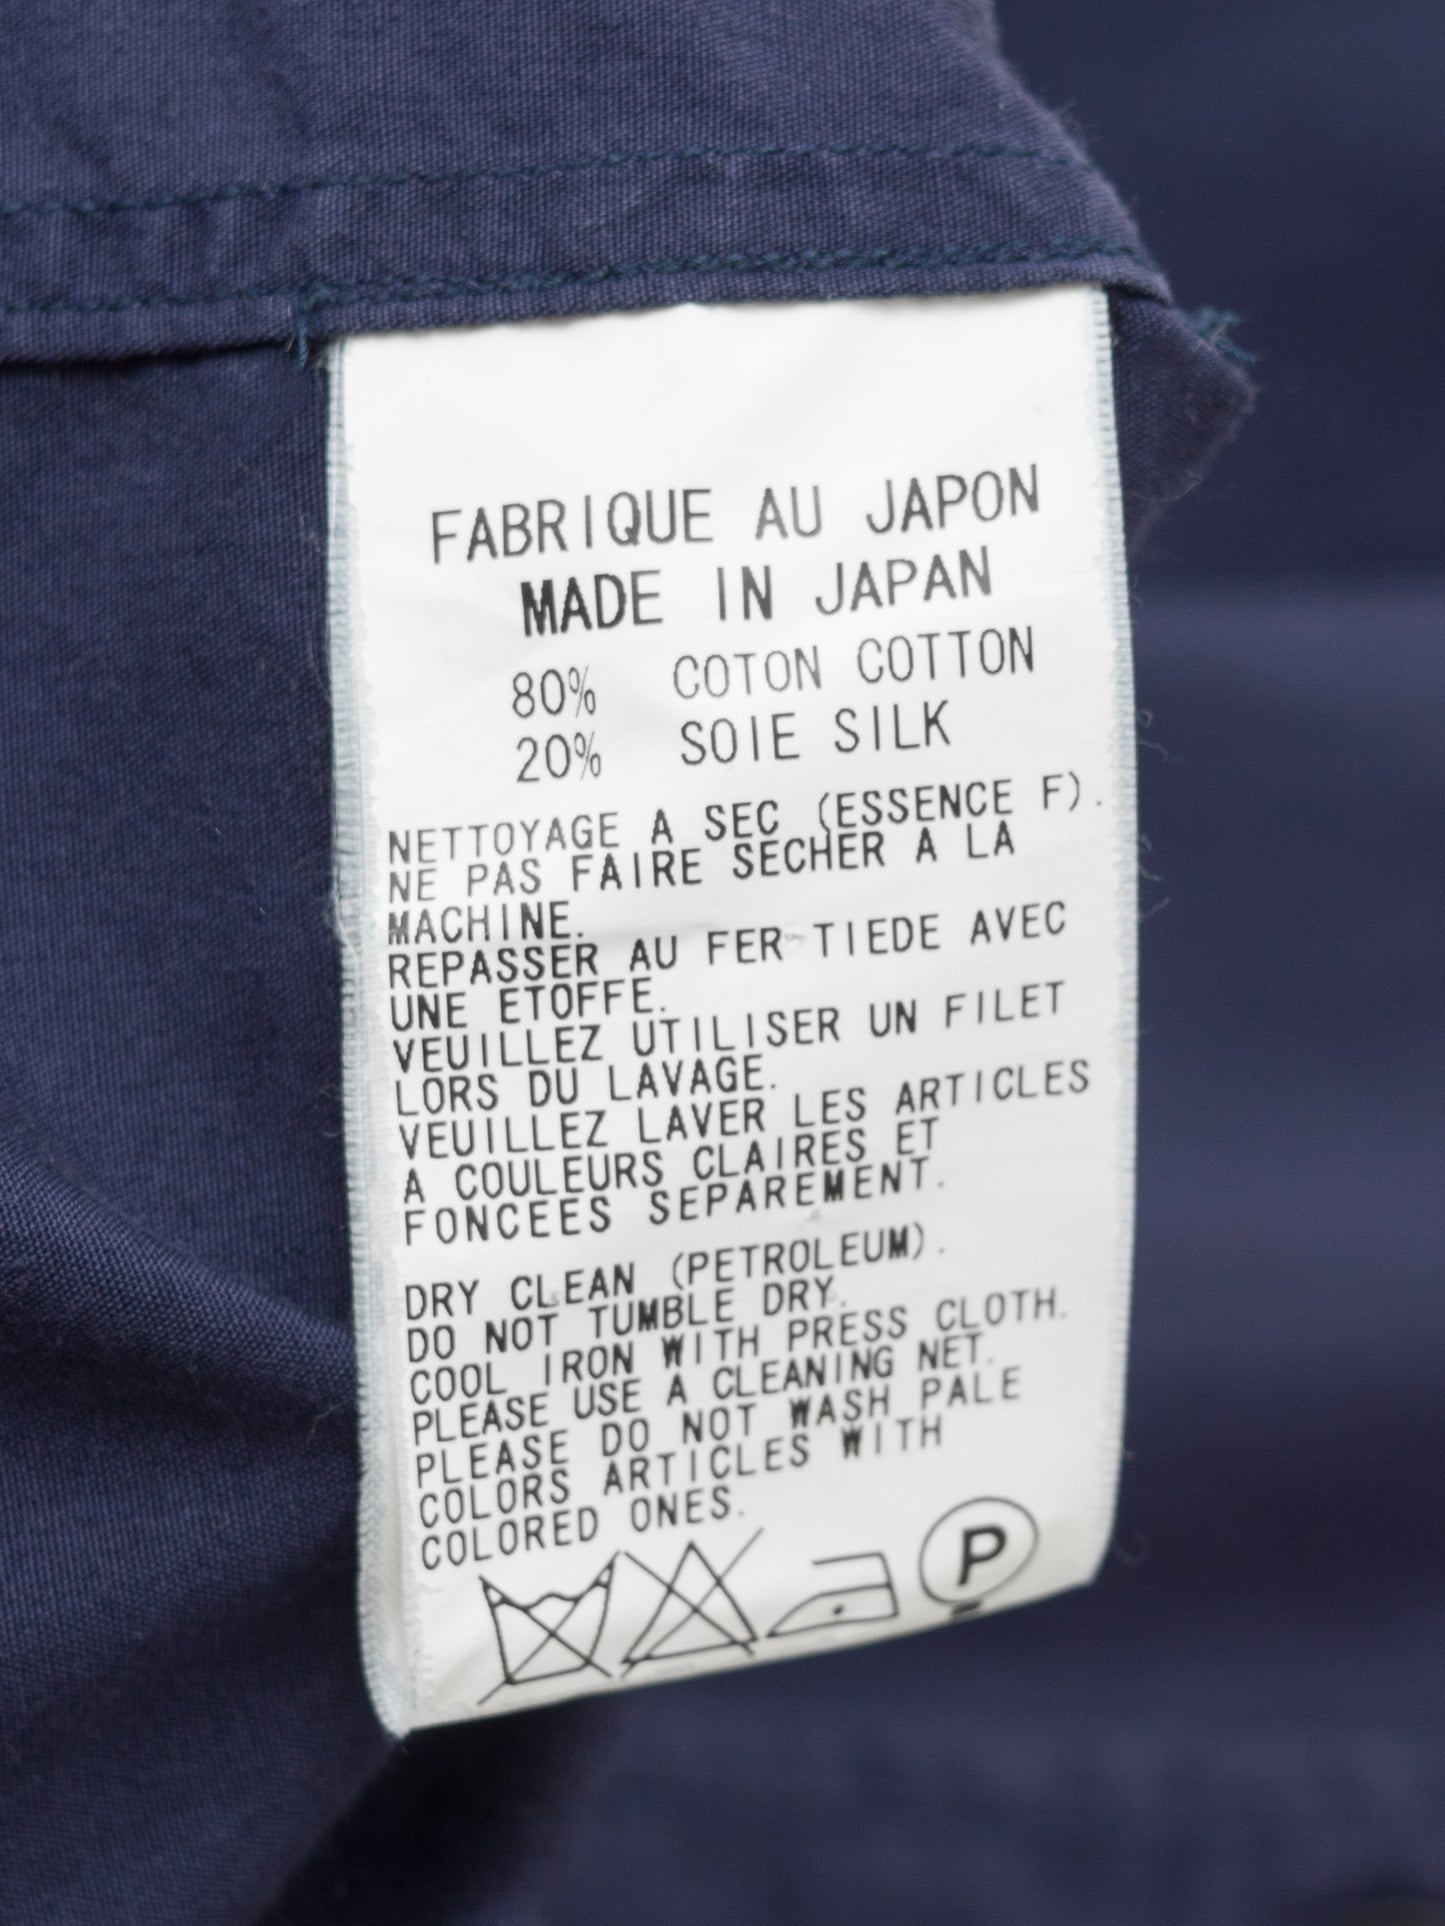 FABRIQUE AU JAPON
MADE IN JAPAN
80% COTON COTTON
20% SOIE SILK
NETTOYAGE A SEC (ESSENCE F).
NE PAS FAIRE SECHER A LA
MACHINE.
REPASSER AU FER TIEDE AVEC
UNE ETOFFE.
VEUILLEZ UTILISER UN FILET
LORS DU LAVAGE.
VEUILLEZ LAVER LES ARTICLES
A COULEURS CLAIRES ET
FONCEES SEPAREMENT.
DRY CLEAN (PETROLEUM).
DO NOT TUMBLE DRY.
COOL IRON WITH PRESS CLOTH.
PLEASE USE A CLEANING NET.
PLEASE DO NOT WASH PALE
COLORS ARTICLES WITH
COLORED ONES.
P